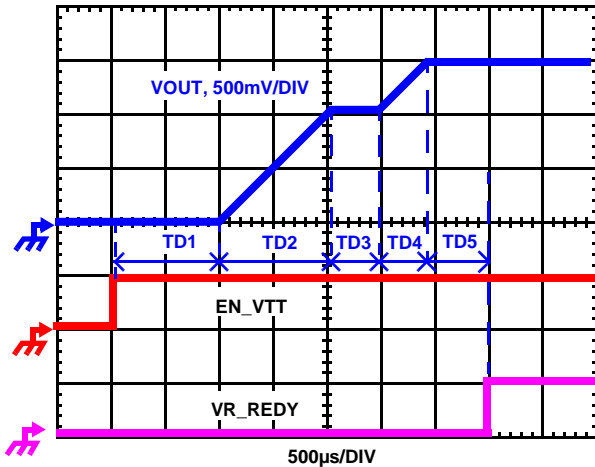 VOUT, 500mV/DIV
TD1 TD2 TD3 TD4 TD5
EN_VTT
VR_REDY
500µs/DIV